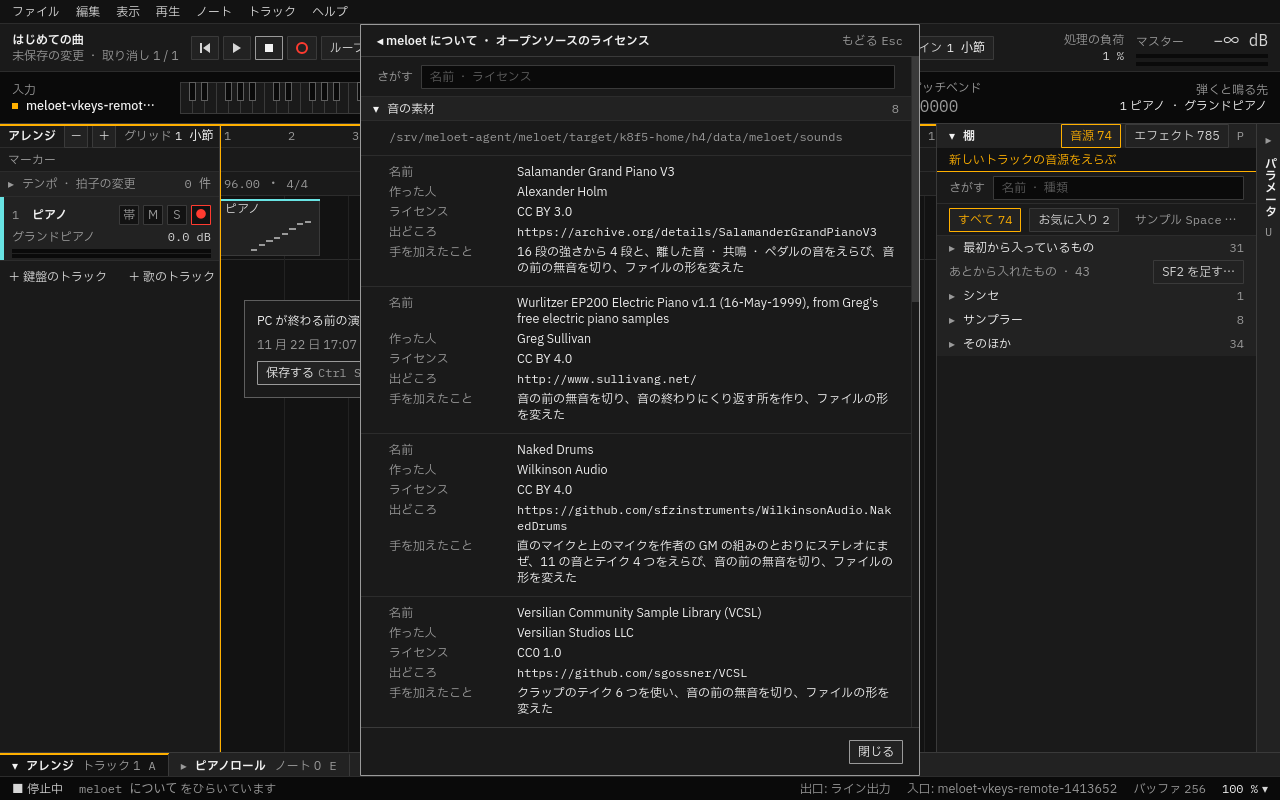 ファイル 編集 表示 再生 ノート トラック ヘルプ
はじめての曲
未保存の変更 ・ 取り消し 1 / 1
ループ
イン 1 小節
処理の負荷
1 %
マスター
−∞ dB
入力
meloet-vkeys-remot…
ッチベンド
0000
弾くと鳴る先
1 ピアノ ・ グランドピアノ
アレンジ − + グリッド 1 小節
1 2 3
マーカー
▸ テンポ ・ 拍子の変更 0 件
96.00 ・ 4/4
1 ピアノ 帯 M S
グランドピアノ 0.0 dB
ピアノ
+ 鍵盤のトラック + 歌のトラック
PC が終わる前の演
11 月 22 日 17:07
保存する Ctrl S
◂ meloet について ・ オープンソースのライセンス
もどる Esc
さがす 名前 ・ ライセンス
▾ 音の素材 8
/srv/meloet-agent/meloet/target/k8f5-home/h4/data/meloet/sounds
名前 Salamander Grand Piano V3
作った人 Alexander Holm
ライセンス CC BY 3.0
出どころ https://archive.org/details/SalamanderGrandPianoV3
手を加えたこと 16 段の強さから 4 段と、離した音 ・ 共鳴 ・ ペダルの音をえらび、音
の前の無音を切り、ファイルの形を変えた
名前 Wurlitzer EP200 Electric Piano v1.1 (16-May-1999), from Greg's
free electric piano samples
作った人 Greg Sullivan
ライセンス CC BY 4.0
出どころ http://www.sullivang.net/
手を加えたこと 音の前の無音を切り、音の終わりにくり返す所を作り、ファイルの形
を変えた
名前 Naked Drums
作った人 Wilkinson Audio
ライセンス CC BY 4.0
出どころ https://github.com/sfzinstruments/WilkinsonAudio.Nak
edDrums
手を加えたこと 直のマイクと上のマイクを作者の GM の組みのとおりにステレオにま
ぜ、11 の音とテイク 4 つをえらび、音の前の無音を切り、ファイルの
形を変えた
名前 Versilian Community Sample Library (VCSL)
作った人 Versilian Studios LLC
ライセンス CC0 1.0
出どころ https://github.com/sgossner/VCSL
手を加えたこと クラップのテイク 6 つを使い、音の前の無音を切り、ファイルの形を
変えた
閉じる
1
▾ 棚 音源 74 エフェクト 785 P
新しいトラックの音源をえらぶ
さがす 名前 ・ 種類
すべて 74 お気に入り 2 サンプル Space …
▸ 最初から入っているもの 31
あとから入れたもの ・ 43 SF2 を足す…
▸ シンセ 1
▸ サンプラー 8
▸ そのほか 34
▸ パラメータ U
▾ アレンジ トラック 1 A
▸ ピアノロール ノート 0 E
■ 停止中 meloet についてをひらいています
出口: ライン出力 入口: meloet-vkeys-remote-1413652 バッファ 256 100 % ▾